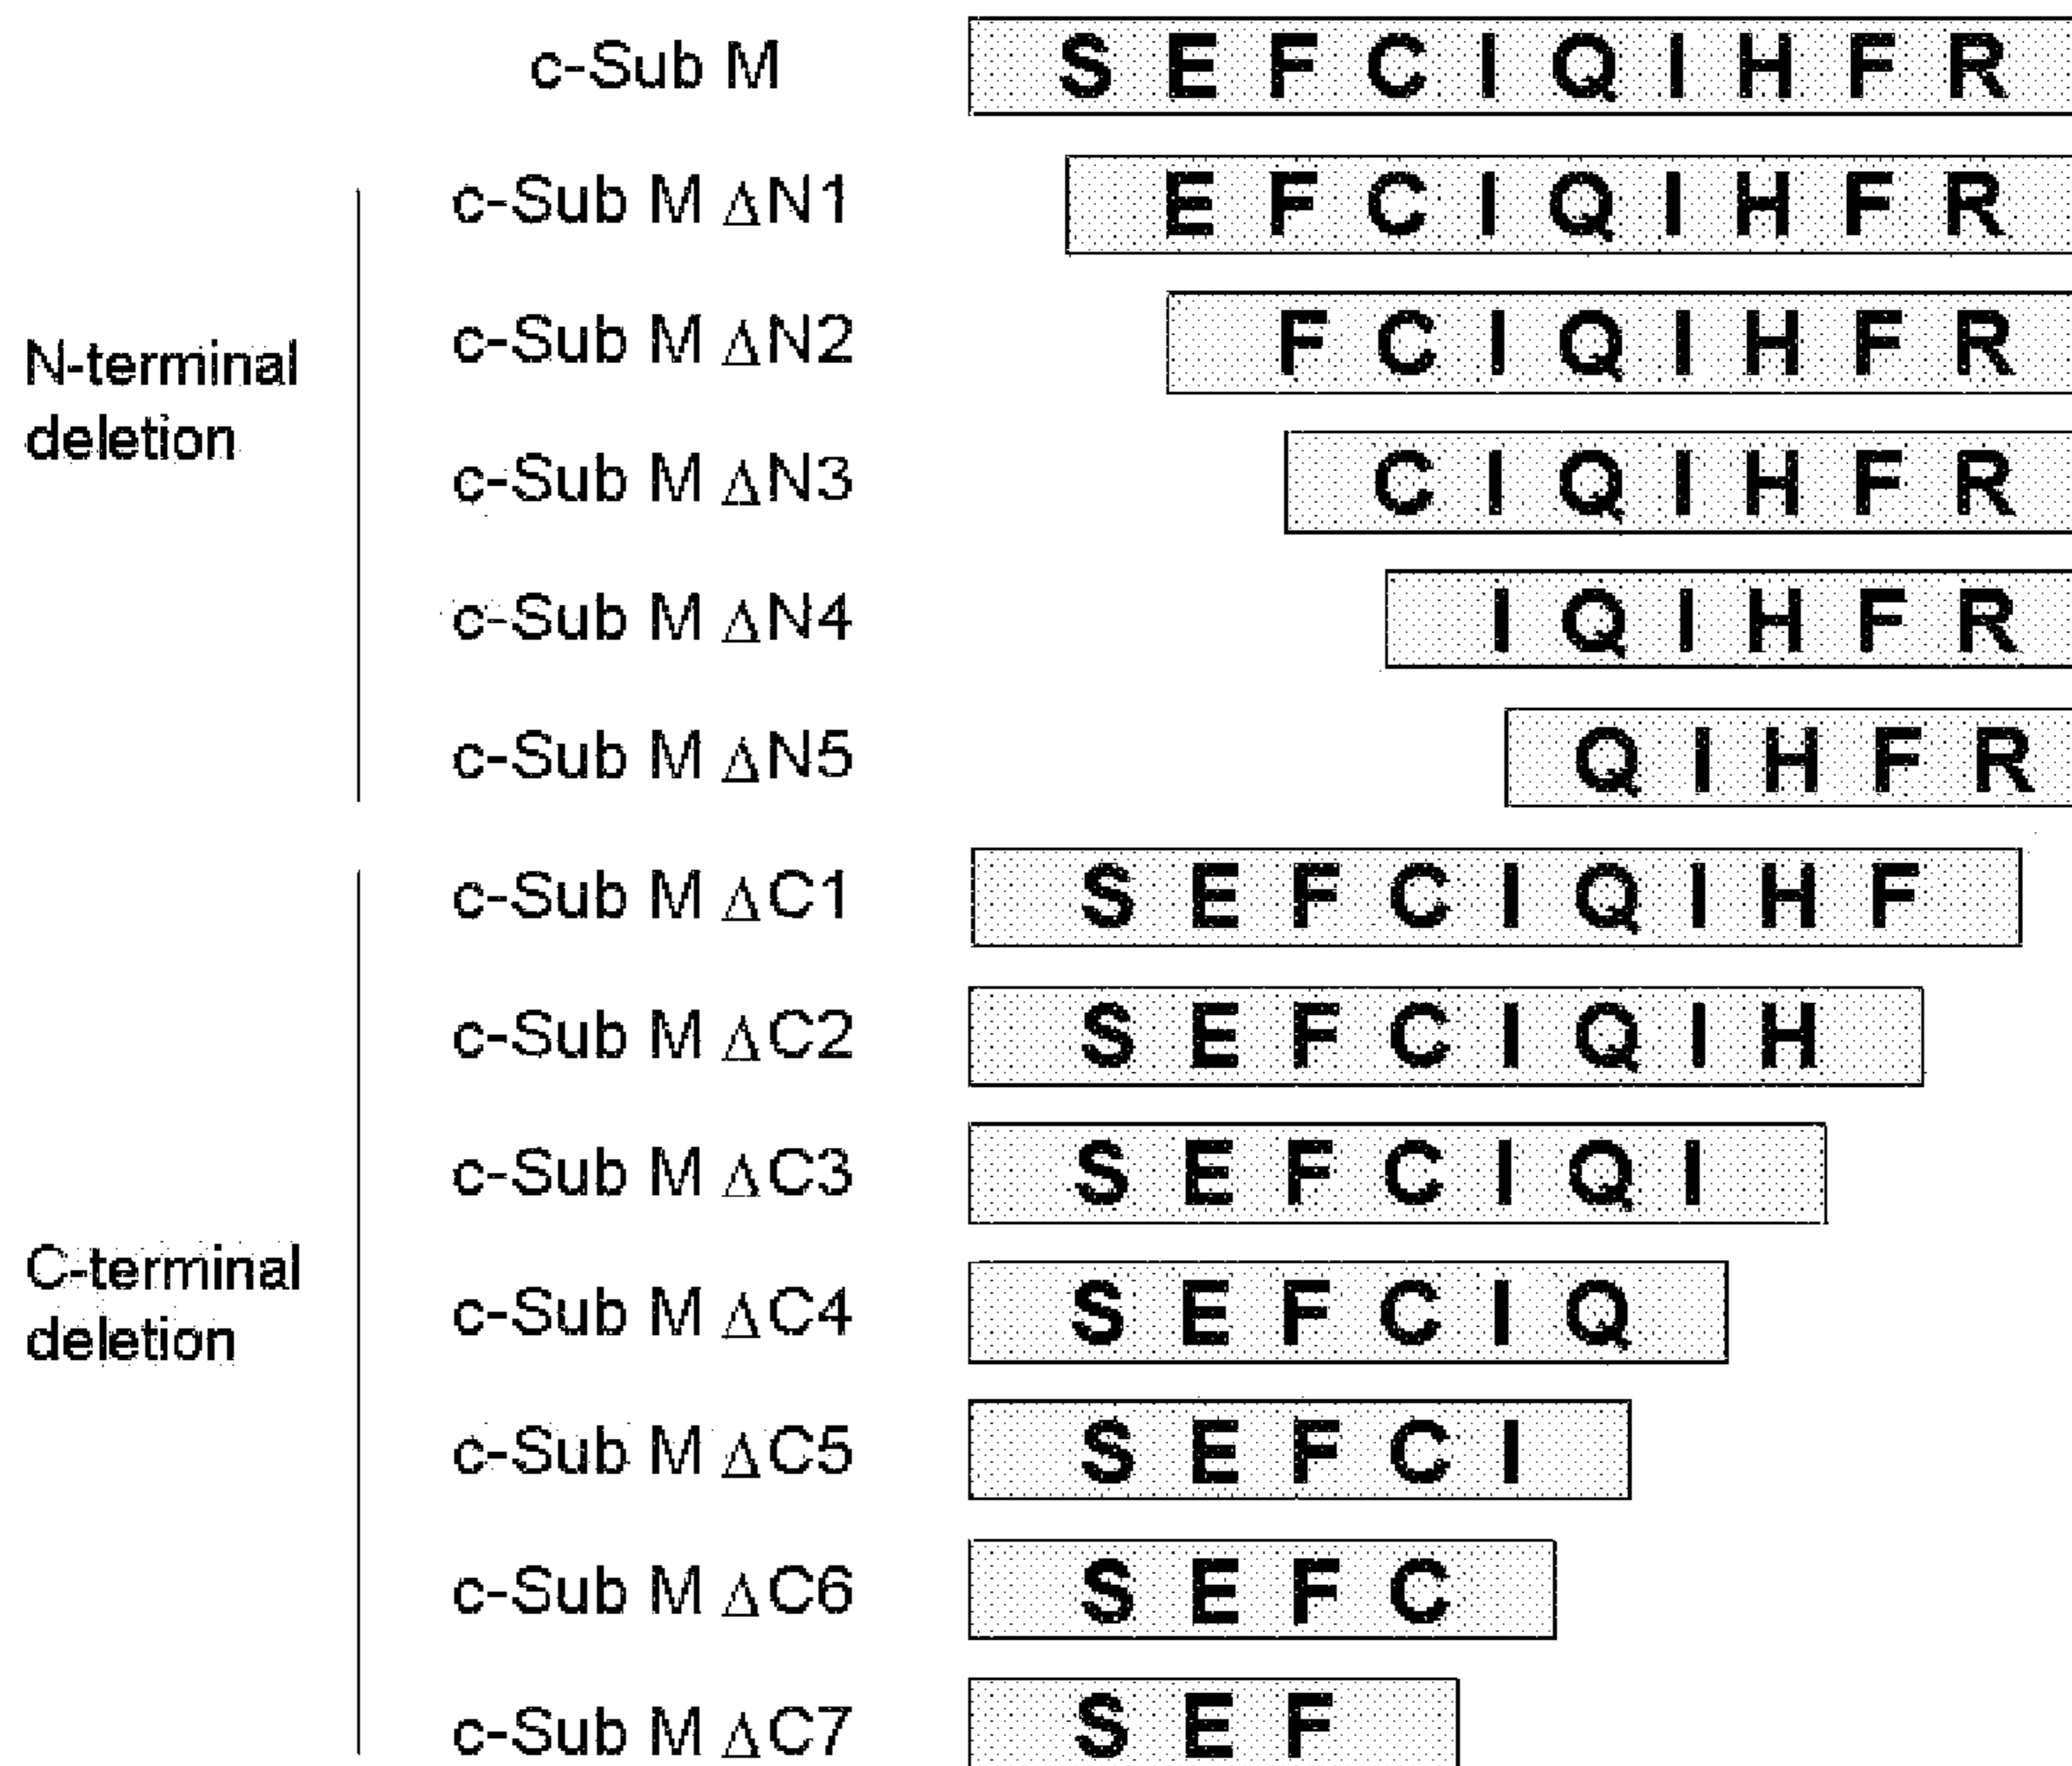 c-Sub M S E F C I Q I H F R
c-Sub M ΔN1 E F C I Q I H F R
c-Sub M ΔN2 F C I Q I H F R
N-terminal
deletion
c-Sub M ΔN3 C I Q I H F R
c-Sub M ΔN4 I Q I H F R
c-Sub M ΔN5 Q I H F R
c-Sub M ΔC1 S E F C I Q I H F
c-Sub M ΔC2 S E F C I Q I H
c-Sub M ΔC3 S E F C I Q I
C-terminal
deletion
c-Sub M ΔC4 S E F C I Q
c-Sub M ΔC5 S E F C I
c-Sub M ΔC6 S E F C
c-Sub M ΔC7 S E F